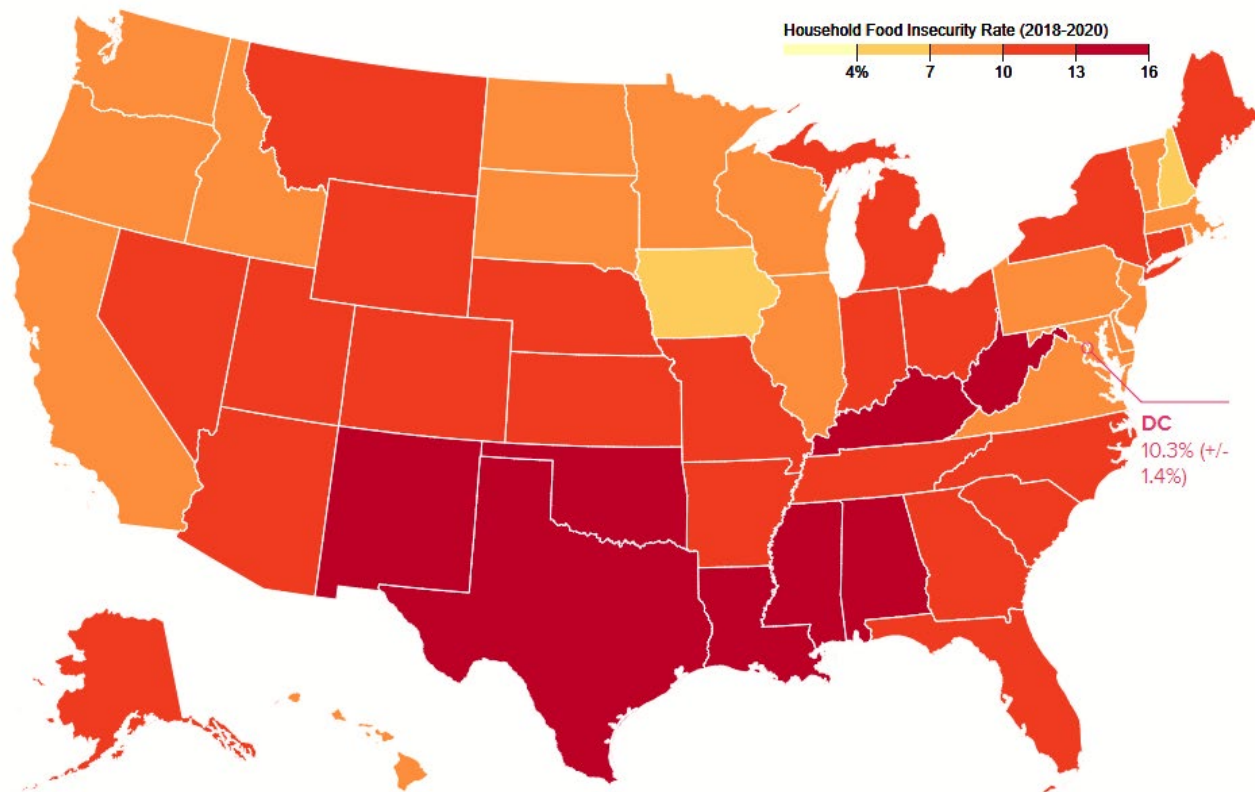 Household Food Insecurity Rate (2018-2020)
4% 7 10 13 16
DC
10.3% (+/-
1.4%)